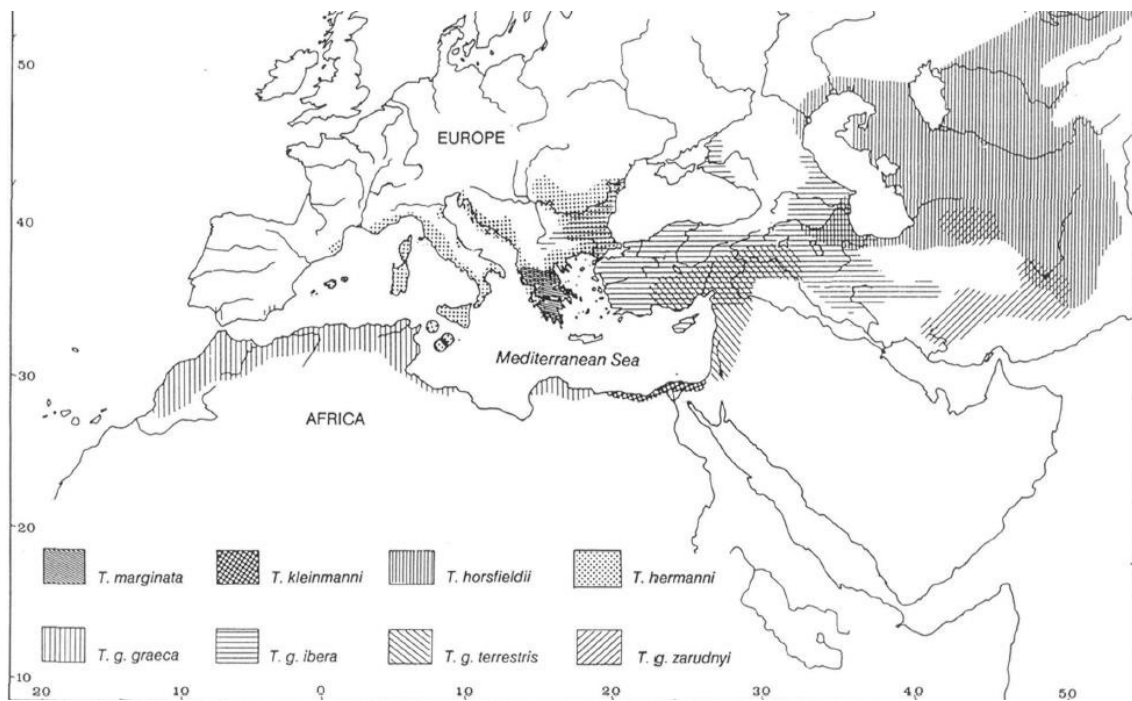 50
EUROPE
40
Mediterranean Sea
30
AFRICA
20
T. marginata T. kleinmanni T. horsfieldii T. hermanni
T. g. graeca T. g. ibera T. g. terrestris T. g. zarudnyi
10
20 10 0 10 20 30 40 50